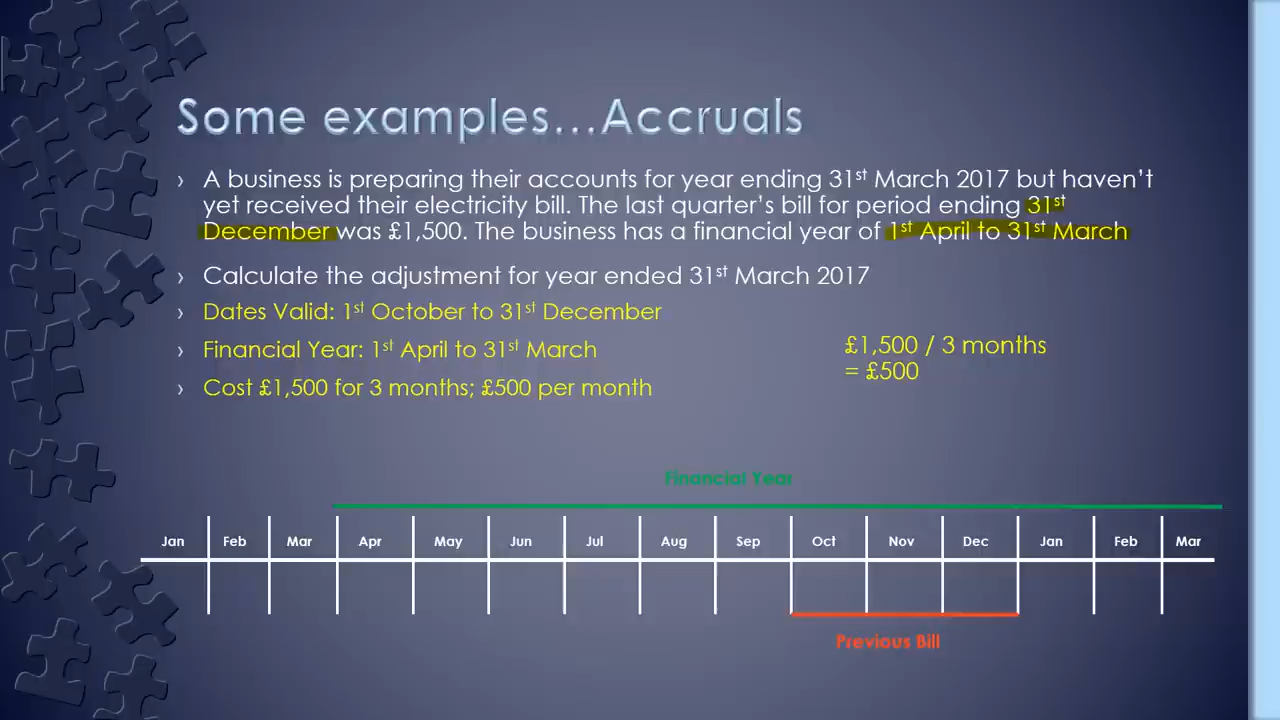 Some examples...Accruals
› A business is preparing their accounts for year ending 31st March 2017 but haven't
yet received their electricity bill. The last quarter's bill for period ending 31st
December was £1,500. The business has a financial year of 1st April to 31st March
› Calculate the adjustment for year ended 31st March 2017
› Dates Valid: 1st October to 31st December
› Financial Year: 1st April to 31st March
› Cost £1,500 for 3 months; £500 per month
£1,500 / 3 months
= £500
Financial Year
Jan Feb Mar Apr May Jun Jul Aug Sep Oct Nov Dec Jan Feb Mar
Previous Bill